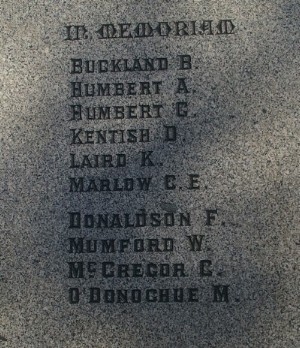 IN MEMORIAM
BUCKLAND B.
HUMBERT A.
HUMBERT G.
KENTISH D.
LAIRD K.
MARLOW C.E.
DONALDSON F.
MUMFORD W.
McGREGOR C.
O'DONOGHUE M.